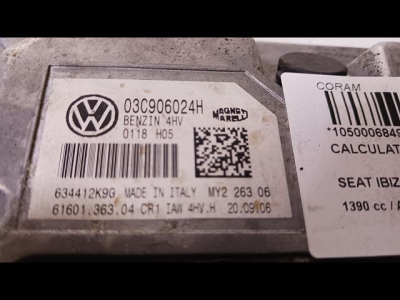 03C906024H
BENZIN 4HV
0118 H05
MAGNETI
MARELLI
634412K9G MADE IN ITALY MY2 263 06
61601.363.04 CR1 IAW 4HV.H 20.09.06
CORAM
*1050006849
CALCULAT
SEAT IBIZ
1390 cc / A